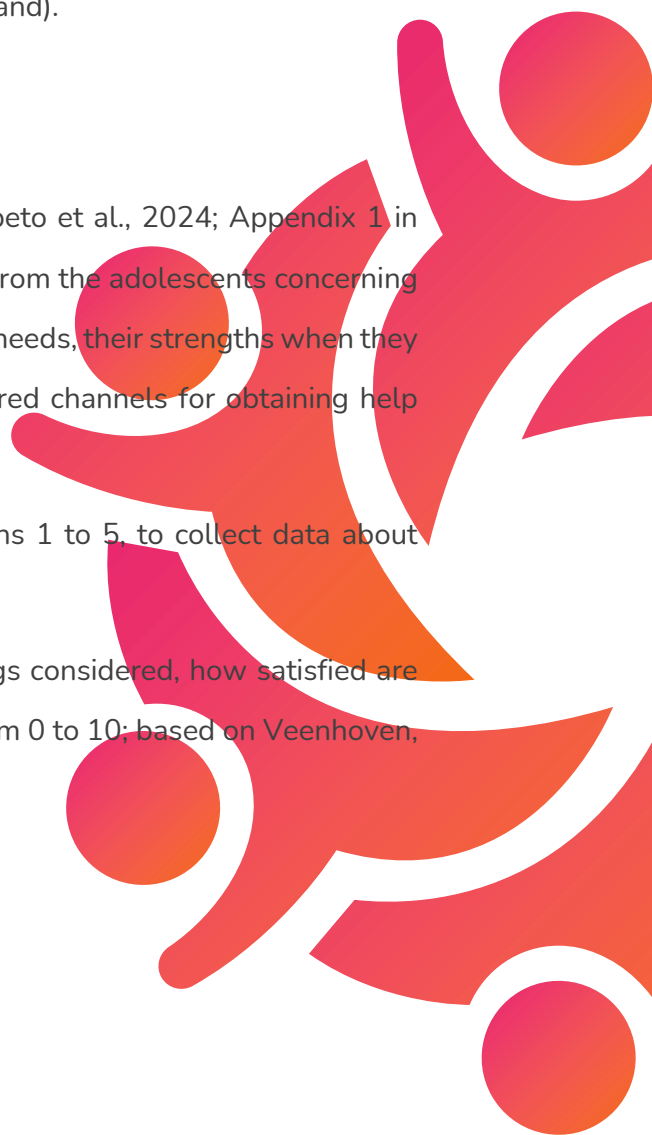 and).
beto et al., 2024; Appendix 1 in
rom the adolescents concerning
needs, their strengths when they
red channels for obtaining help
ns 1 to 5, to collect data about
gs considered, how satisfied are
m 0 to 10; based on Veenhoven,